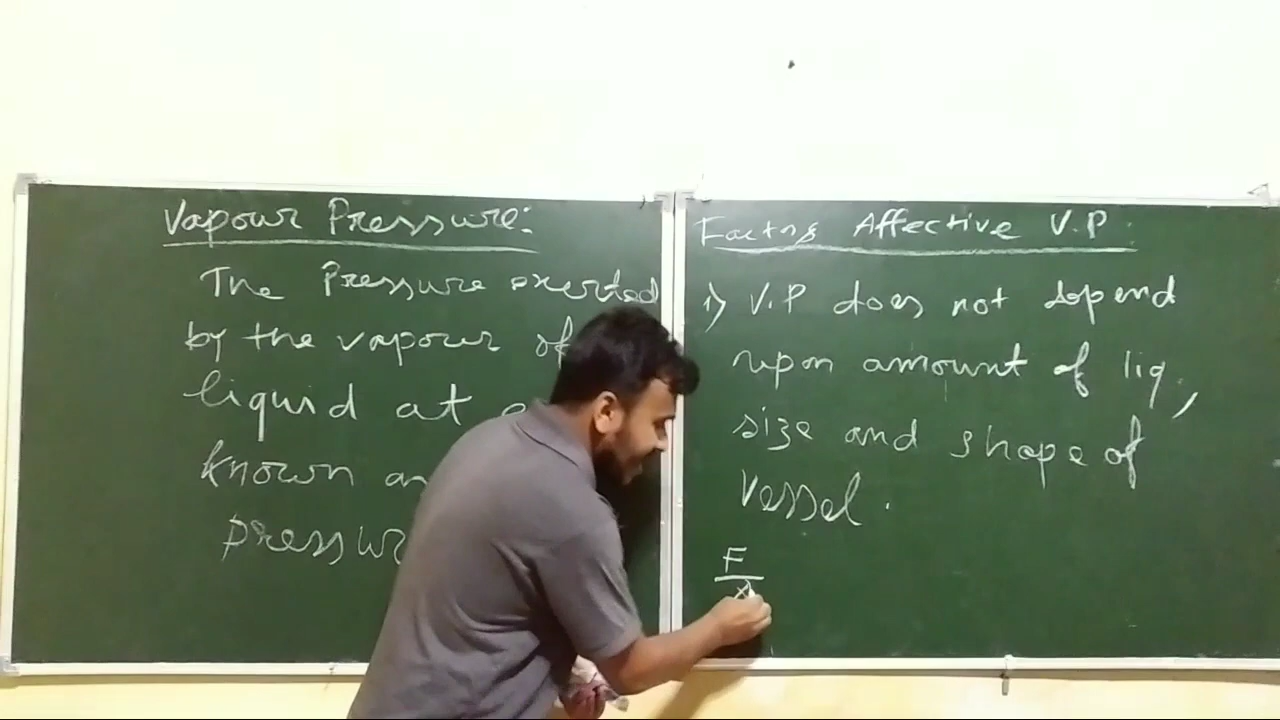 Vapour Pressure:
The Pressure exerted
by the vapour of
liquid at
known a
pressur
Factors Affective V.P.
1) V.P does not depend
upon amount of liq.,
size and shape of
vessel.
F